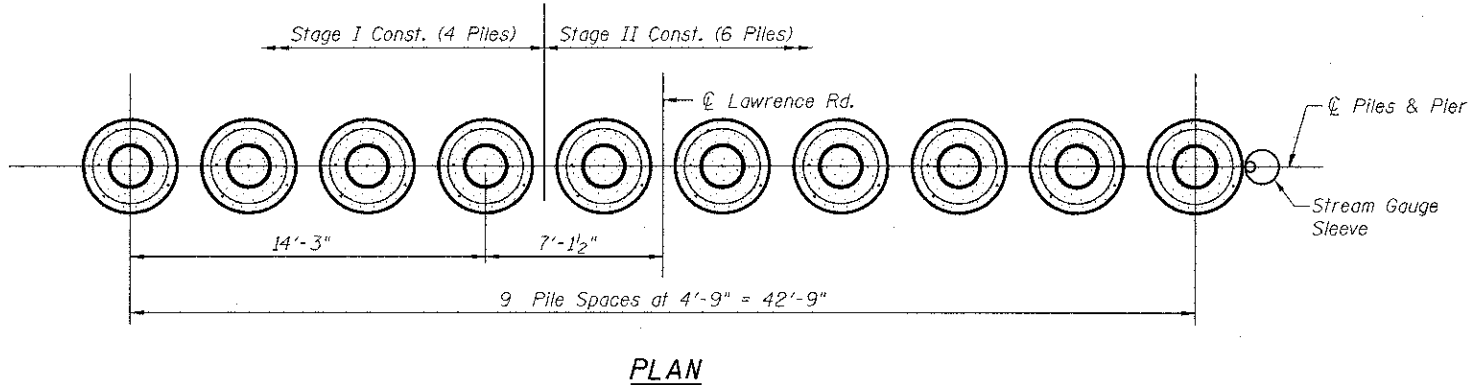 Stage I Const. (4 Piles)
Stage II Const. (6 Piles)
℄ Lawrence Rd.
℄ Piles & Pier
Stream Gauge
Sleeve
14'-3"
7'-1½"
9 Pile Spaces at 4'-9" = 42'-9"
PLAN